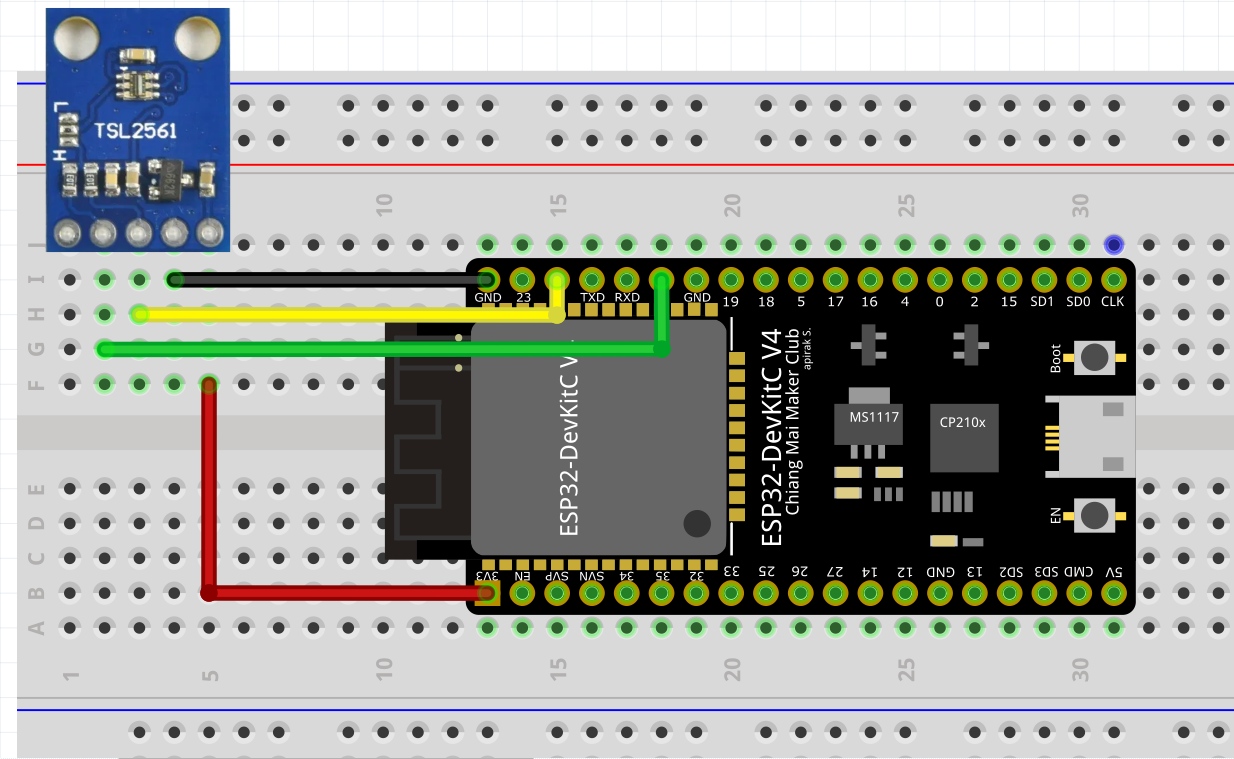 L
TSL2561
H
662K
10 15 20 25 30
J
I
H
G
F
GND 23 TXD RXD GND 19 18 5 17 16 4 0 2 15 SD1 SD0 CLK
ESP32-DevKitC V
ESP32-DevKitC V4
Chiang Mai Maker Club
apirak S.
MS1117
CP210x
Boot
EN
E
D
C
B
A
3V3 EN SVP SVN 34 35 32 33 25 26 27 14 12 GND 13 SD2 SD3 CMD 5V
1 5 10 15 20 25 30